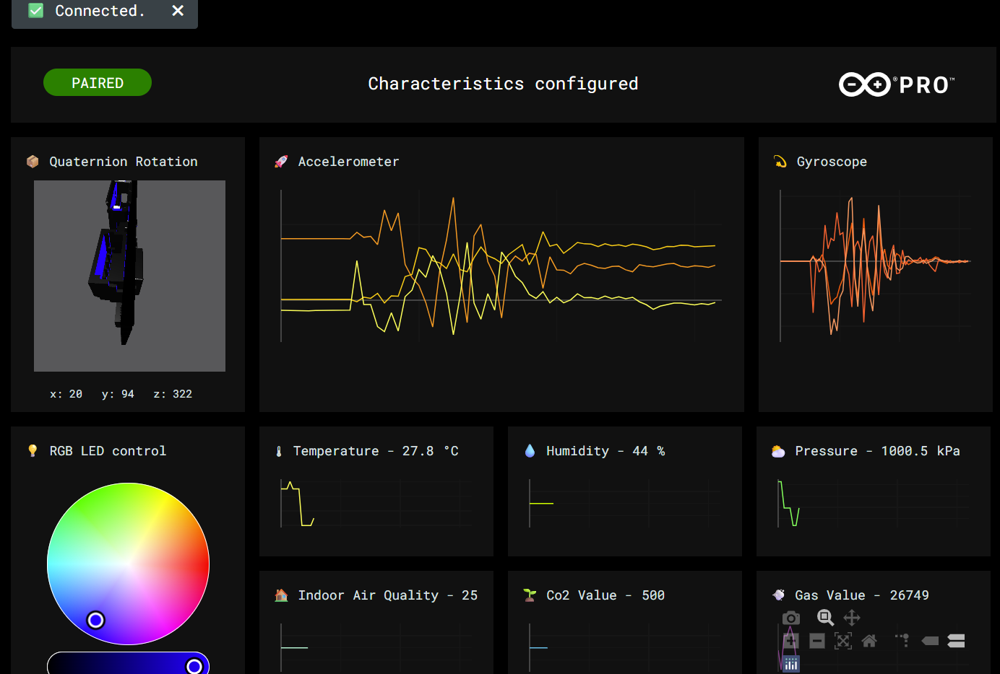 Connected.
PAIRED
Characteristics configured
PRO™
Quaternion Rotation
Accelerometer
Gyroscope
x: 20 y: 94 z: 322
RGB LED control
Temperature - 27.8 °C
Humidity - 44 %
Pressure - 1000.5 kPa
Indoor Air Quality - 25
Co2 Value - 500
Gas Value - 26749